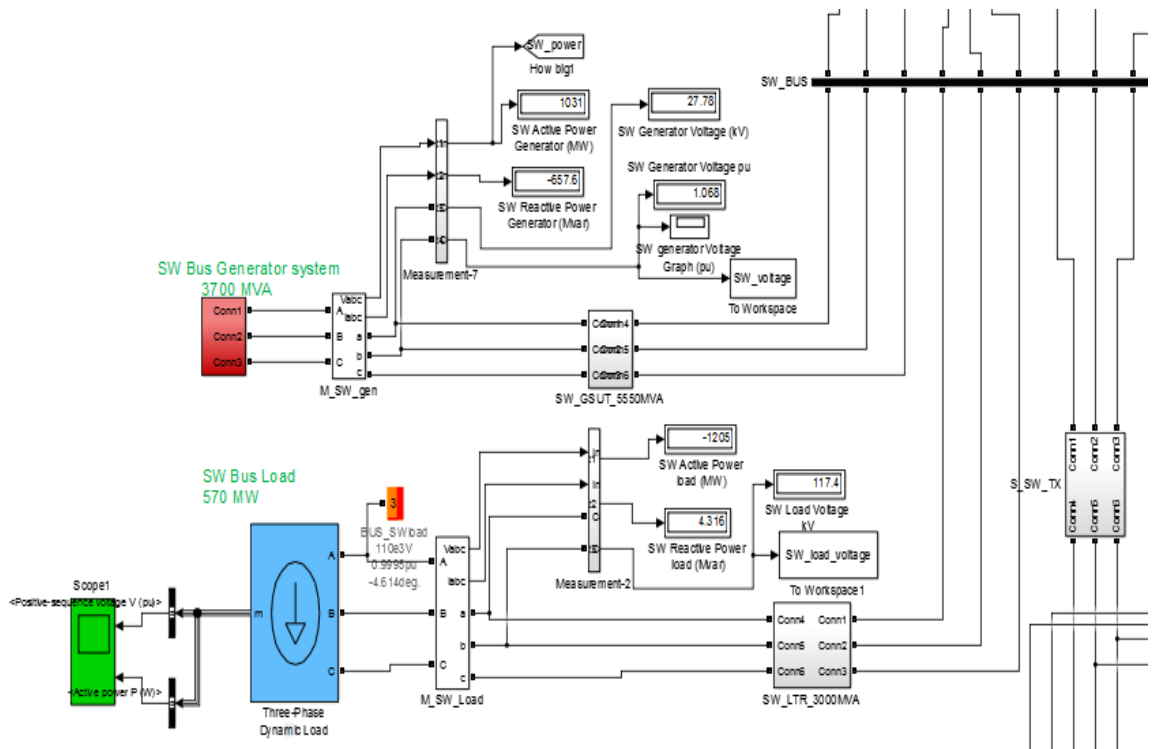 SW_power
How big1
1031
SW Active Power
Generator (MW)
27.78
SW Generator Voltage (kV)
SW_BUS
SW Generator Voltage pu
1.068
-657.6
SW Reactive Power
Generator (Mvar)
SW generator Voltage
Graph (pu)
SW_voltage
To Workspace
Measurement-7
SW Bus Generator system
3700 MVA
Conn1
Conn2
Conn3
A
B
C
Vabc
Iabc
a
b
c
M_SW_gen
SW_GSUT_5550MVA
-1205
SW Active Power
load (MW)
117.4
SW Load Voltage
kV
4.316
SW Reactive Power
load (Mvar)
SW_load_voltage
To Workspace1
Measurement-2
SW Bus Load
570 MW
3
BUS_SWload
110e3V
0.9995pu
-4.614deg.
Vabc
A
Iabc
B
a
b
C
c
M_SW_Load
Conn4 Conn1
Conn5 Conn2
Conn6 Conn3
SW_LTR_3000MVA
Conn1
Conn2
Conn3
S_SW_TX
Conn4
Conn5
Conn6
Scope1
<Positive-sequence voltage V (pu)>
<Active power P (W)>
m
A
B
C
Three-Phase
Dynamic Load